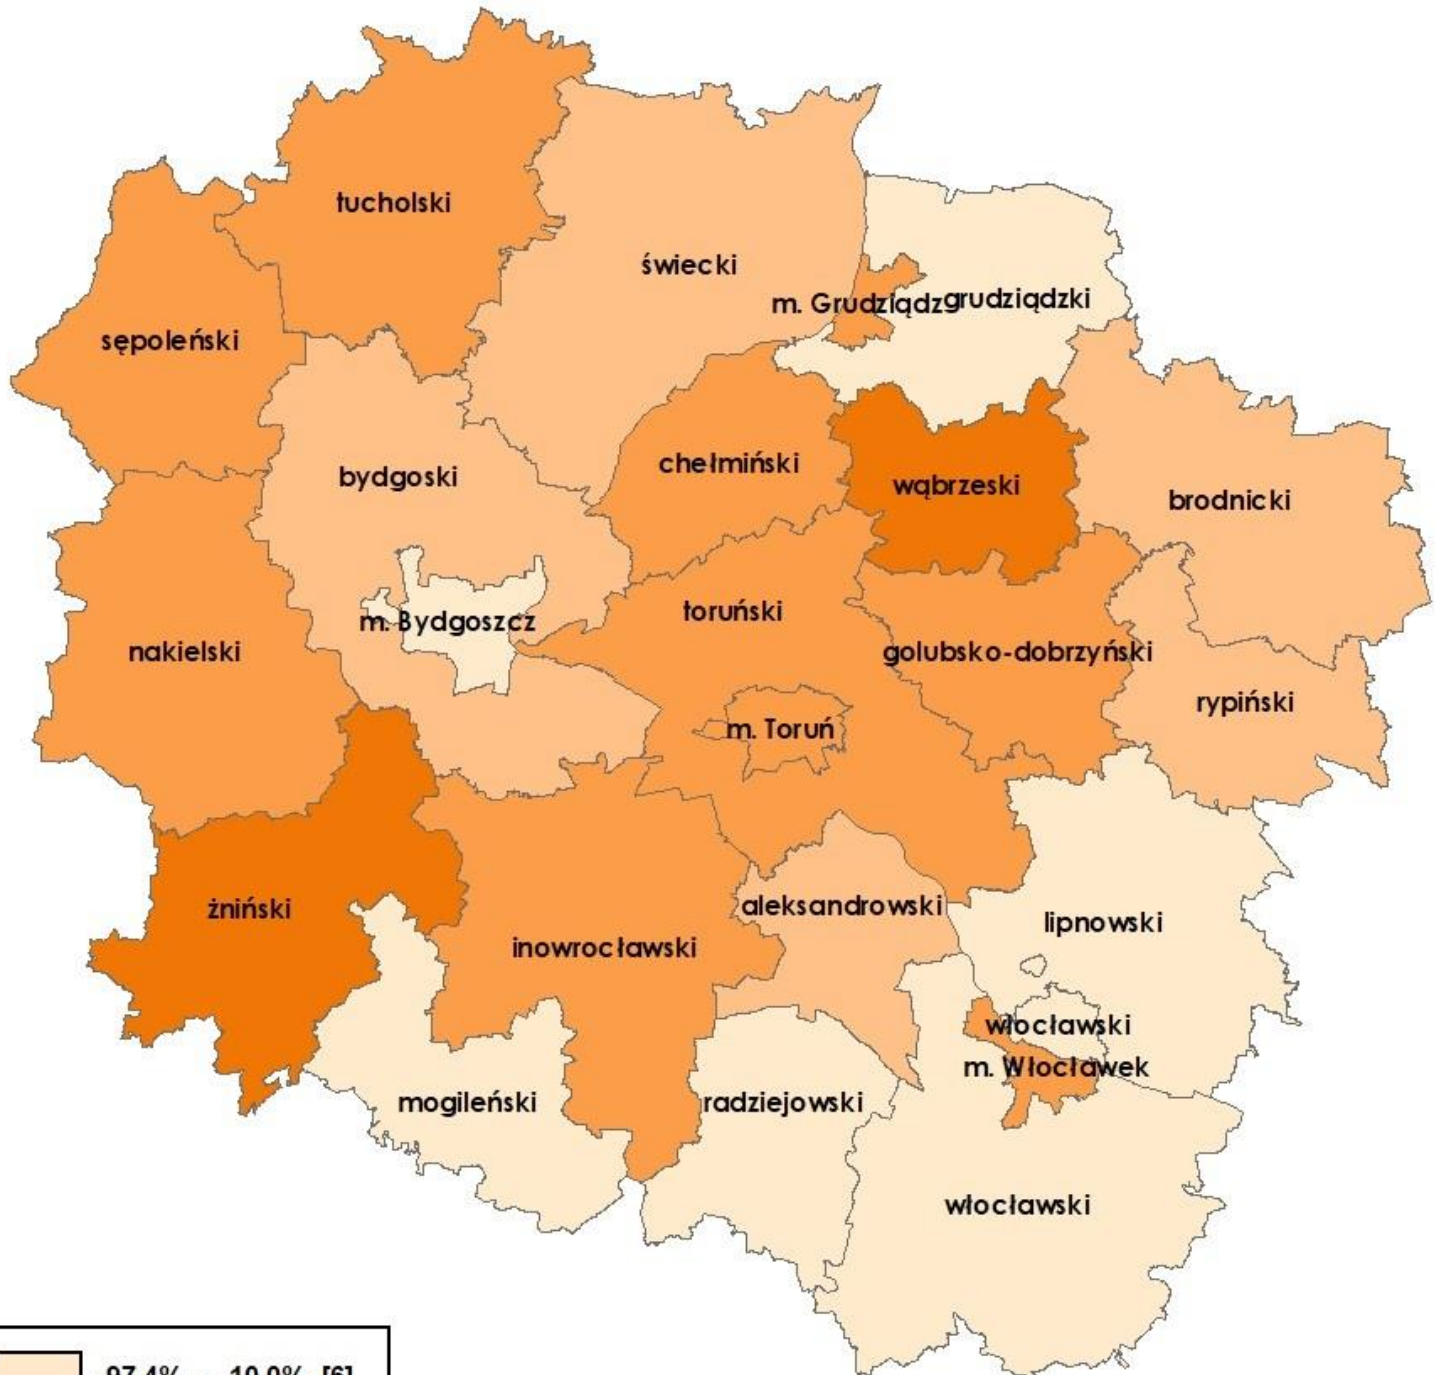 tucholski
świecki
m. Grudziądz
grudziądzki
sępoleński
chełmiński
bydgoski
wąbrzeski
brodnicki
toruński
m. Bydgoszcz
nakielski
golubsko-dobrzyński
rypiński
m. Toruń
aleksandrowski
żniński
lipnowski
inowrocławski
włocławski
m. Włocławek
mogileński
radziejowski
włocławski